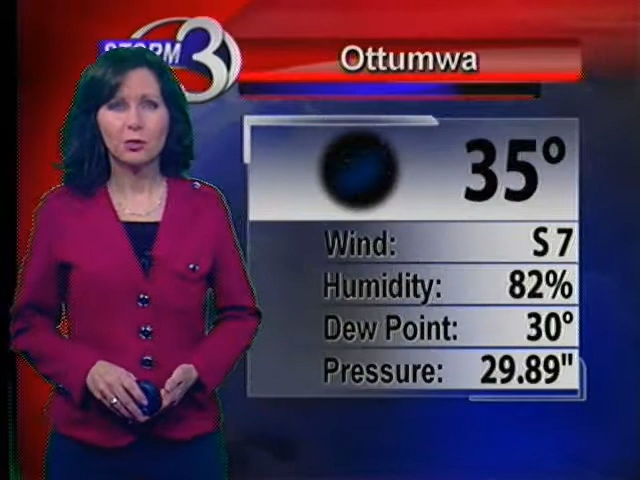 STORM 3
Ottumwa
35°
Wind: S 7
Humidity: 82%
Dew Point: 30°
Pressure: 29.89"